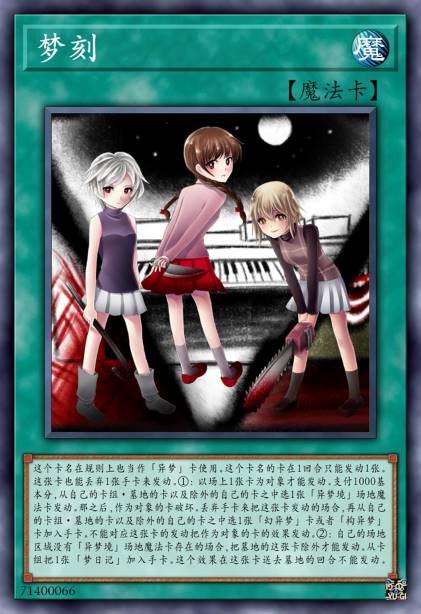 梦刻
魔
【魔法卡】
这个卡名在规则上也当作「异梦」卡使用。这个卡名的卡在1回合只能发动1张。
这张卡也能丢弃1张手卡来发动。①：以场上1张卡为对象才能发动。支付1000基
本分，从自己的卡组·墓地的卡以及除外的自己的卡之中选1张「异梦境」场地魔
法卡发动。那之后，作为对象的卡破坏。丢弃手卡来把这张卡发动的场合，再从自己
的卡组·墓地的卡以及除外的自己的卡之中选1张「幻异梦」卡或者「构异梦」
卡加入手卡。不能对应这张卡的发动把作为对象的卡的效果发动。②：自己的场地
区域没有「异梦境」场地魔法卡存在的场合，把墓地的这张卡除外才能发动。从卡
组把1张「梦日记」加入手卡。这个效果在这张卡送去墓地的回合不能发动。
71400066